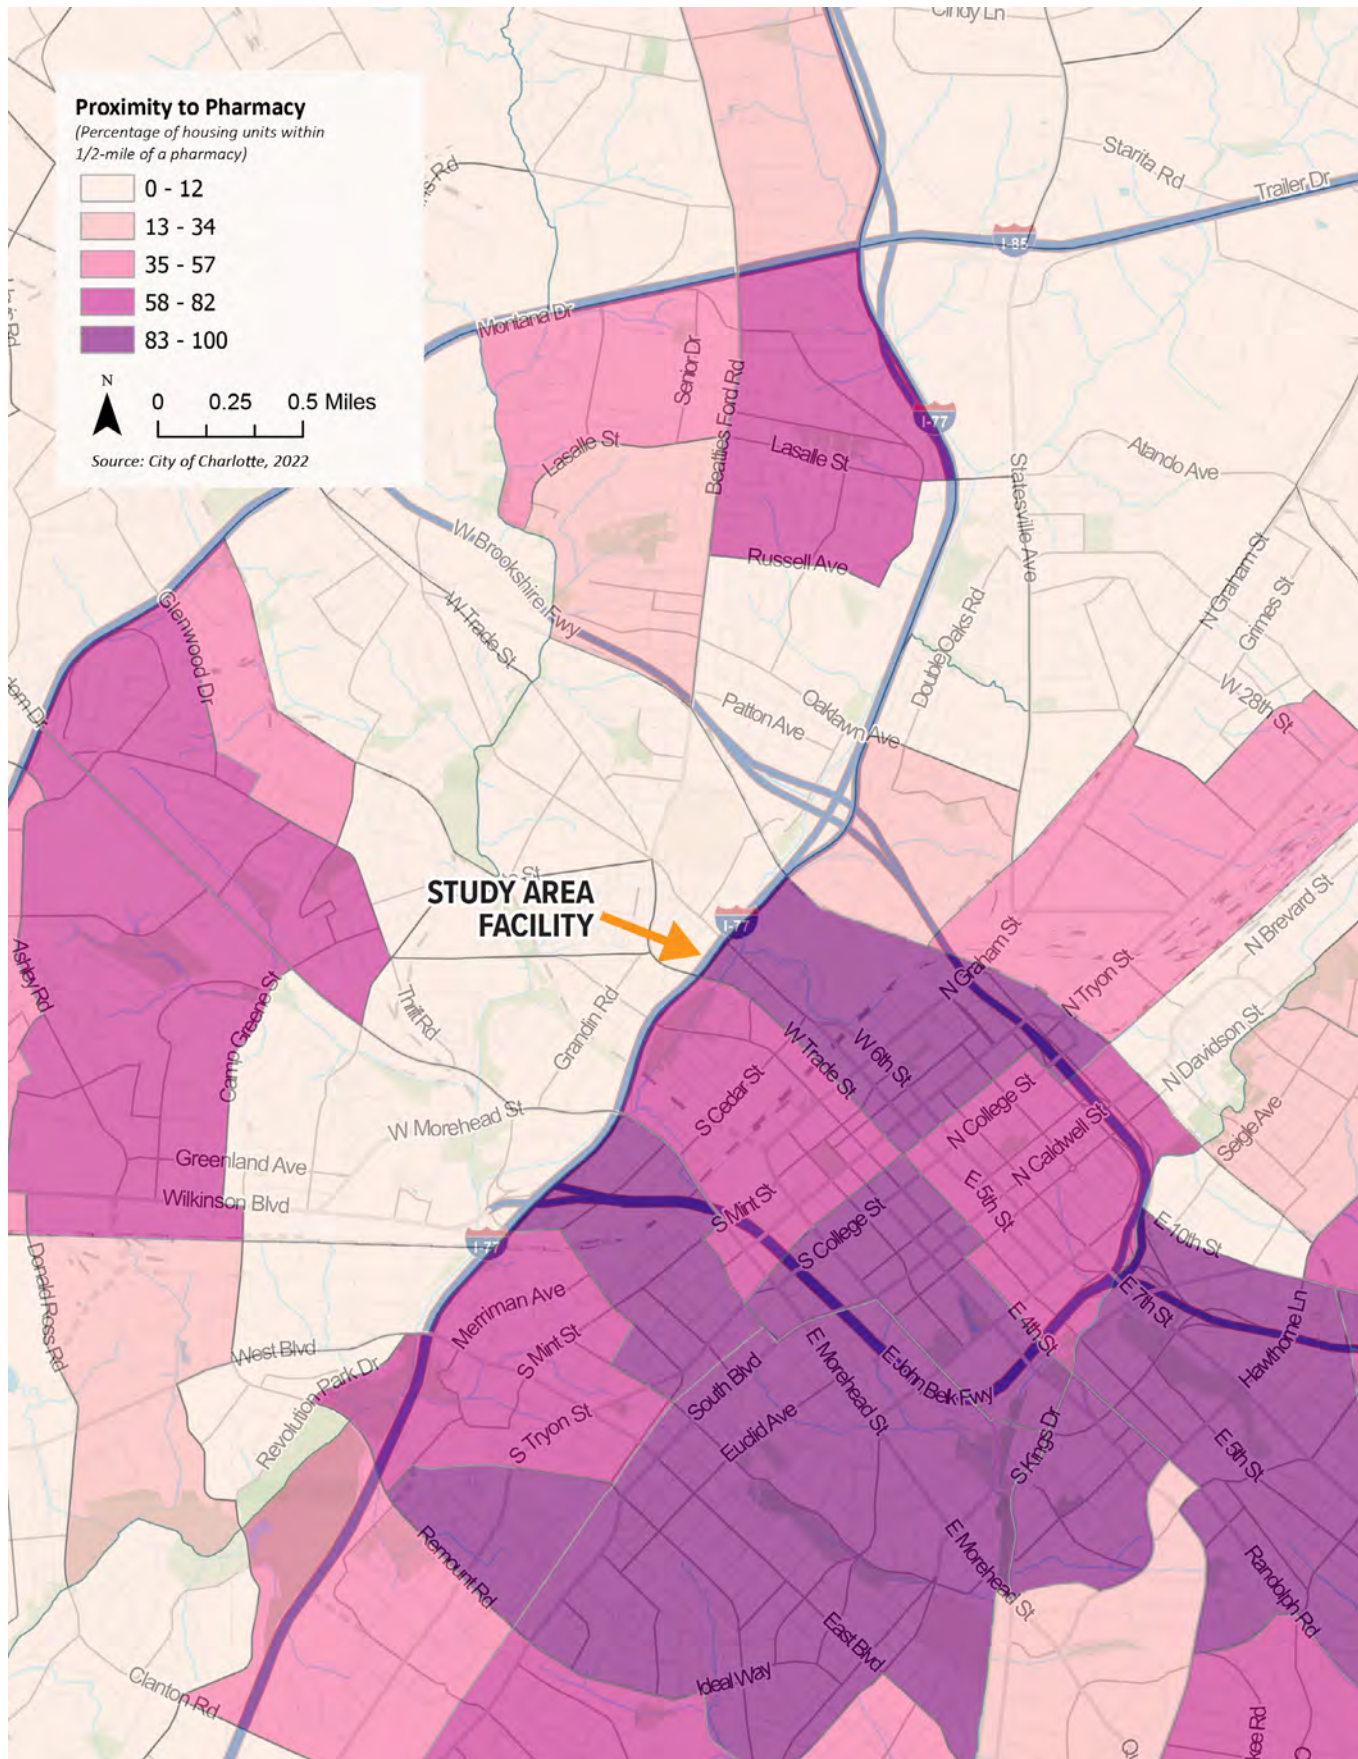 Cindy Ln
Proximity to Pharmacy
(Percentage of housing units within
1/2-mile of a pharmacy)
0 - 12
13 - 34
35 - 57
58 - 82
83 - 100
N
0 0.25 0.5 Miles
Source: City of Charlotte, 2022
Starita Rd
Trailer Dr
I-85
Montana Dr
Senior Dr
Beatties Ford Rd
I-77
Lasalle St
Lasalle St
Atando Ave
Statesville Ave
W Brookshire Fwy
Russell Ave
N Graham St
Grimes St
W Trade St
Glenwood Dr
Double Oaks Rd
W 28th St
Patton Ave
Oaklawn Ave
St
STUDY AREA
FACILITY
I-77
N Brevard St
N Graham St
N Tryon St
Ashley Rd
Camp Greene St
Thrift Rd
Grandin Rd
W Trade St
W 6th St
N Davidson St
S Cedar St
N College St
N Caldwell St
Seigle Ave
W Morehead St
Greenland Ave
Wilkinson Blvd
E 5th St
S Mint St
S College St
E 10th St
I-77
Donald Ross Rd
Merriman Ave
E 7th St
Hawthorne Ln
E 4th St
West Blvd
S Mint St
E Morehead St
E John Belk Fwy
Revolution Park Dr
South Blvd
Euclid Ave
S Tryon St
S Kings Dr
E 5th St
Remount Rd
E Morehead St
Randolph Rd
East Blvd
Ideal Way
Clanton Rd